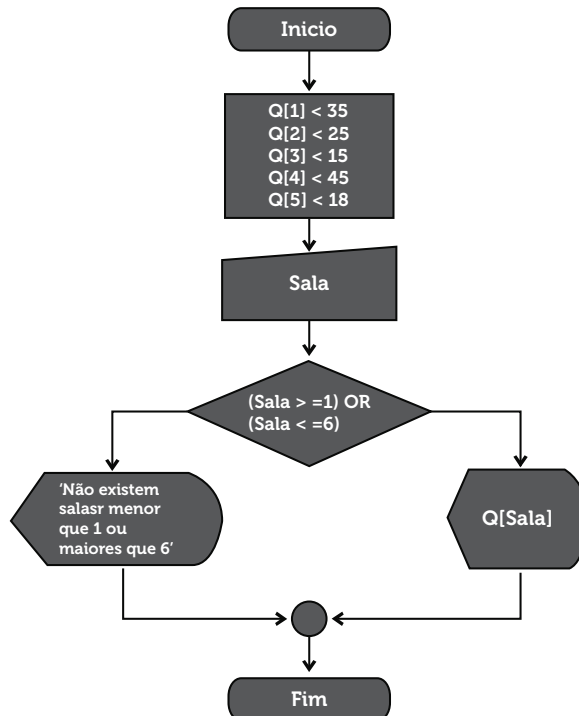 Inicio
Q[1] < 35
Q[2] < 25
Q[3] < 15
Q[4] < 45
Q[5] < 18
Sala
(Sala > =1) OR
(Sala < =6)
‘Não existem
salasr menor
que 1 ou
maiores que 6’
Q[Sala]
Fim